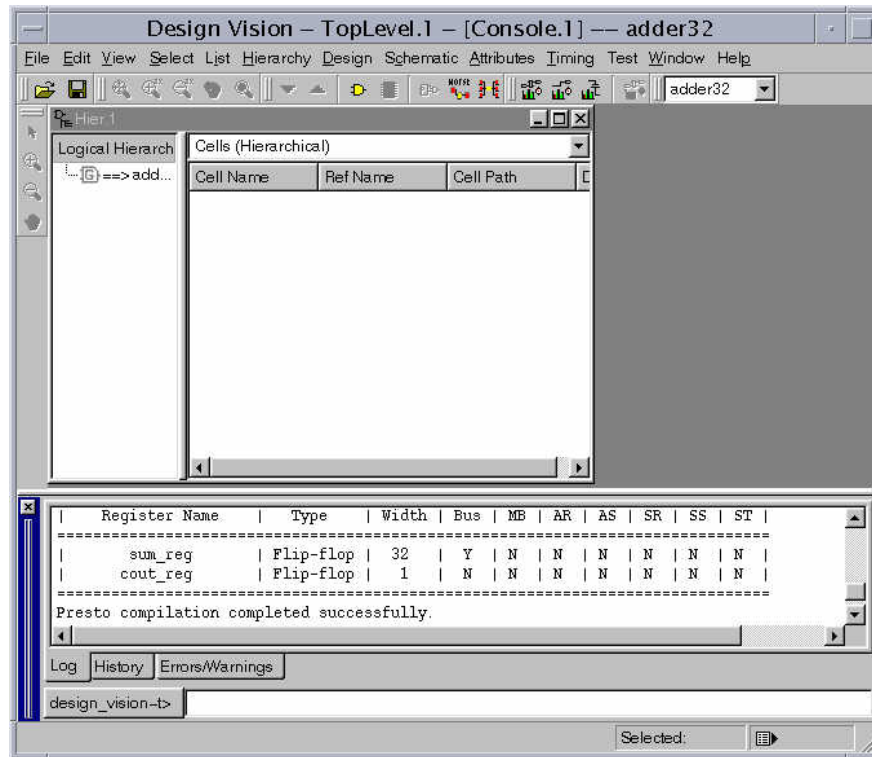 Design Vision – TopLevel.1 – [Console.1] –– adder32
File Edit View Select List Hierarchy Design Schematic Attributes Timing Test Window Help
adder32
Hier.1
Logical Hierarch
Cells (Hierarchical)
==>add...
Cell Name Ref Name Cell Path
| Register Name | Type | Width | Bus | MB | AR | AS | SR | SS | ST |
===============================================================================
| sum_reg | Flip-flop | 32 | Y | N | N | N | N | N | N |
| cout_reg | Flip-flop | 1 | N | N | N | N | N | N | N |
===============================================================================
Presto compilation completed successfully.
Log History Errors/Warnings
design_vision-t>
Selected: